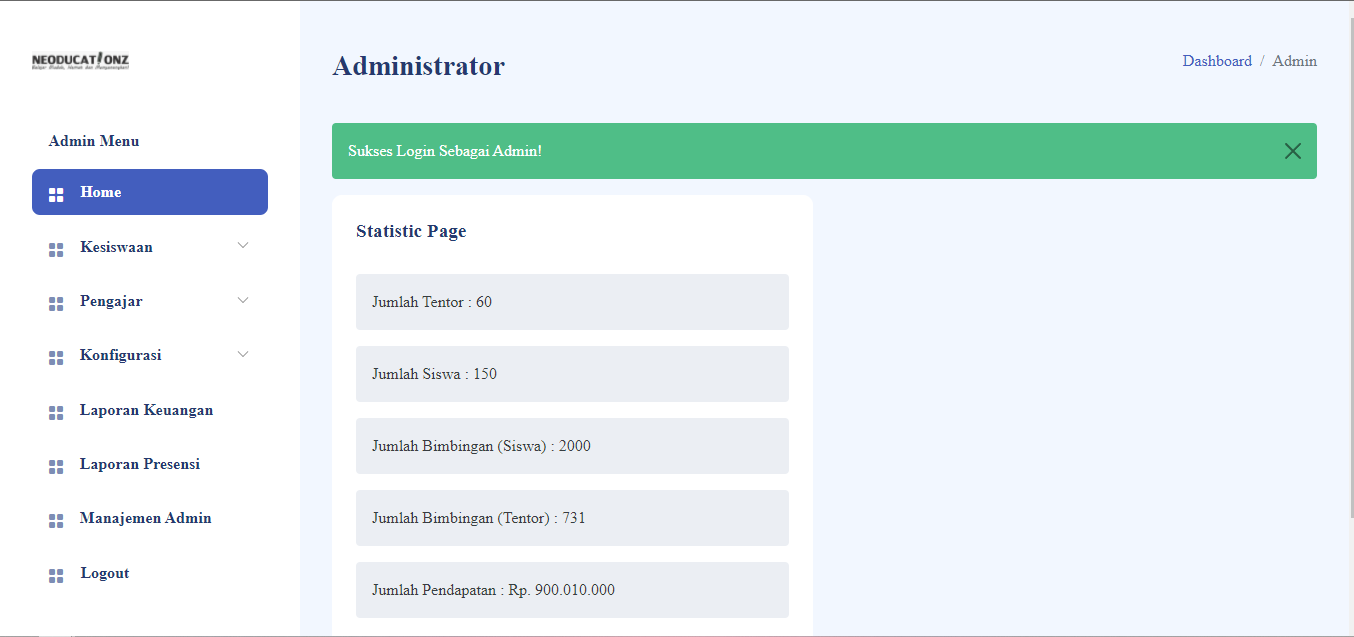 NEODUCATIONZ
Administrator
Dashboard / Admin
Admin Menu
Home
Kesiswaan
Pengajar
Konfigurasi
Laporan Keuangan
Laporan Presensi
Manajemen Admin
Logout
Sukses Login Sebagai Admin!
Statistic Page
Jumlah Tentor : 60
Jumlah Siswa : 150
Jumlah Bimbingan (Siswa) : 2000
Jumlah Bimbingan (Tentor) : 731
Jumlah Pendapatan : Rp. 900.010.000